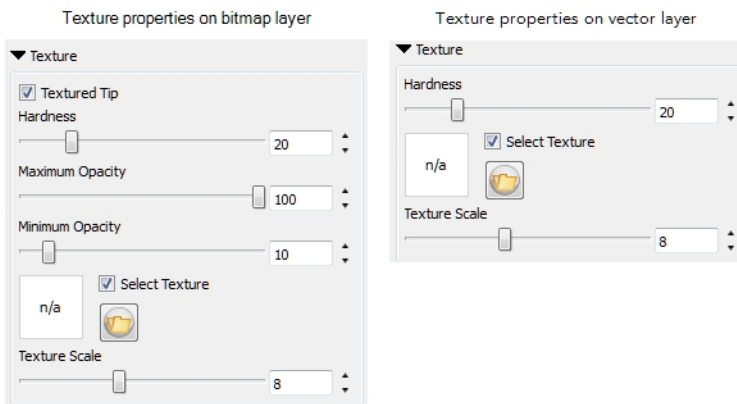 Texture properties on bitmap layer
Texture
Textured Tip
Hardness
20
Maximum Opacity
100
Minimum Opacity
10
Select Texture
n/a
Texture Scale
8
Texture properties on vector layer
Texture
Hardness
20
Select Texture
n/a
Texture Scale
8